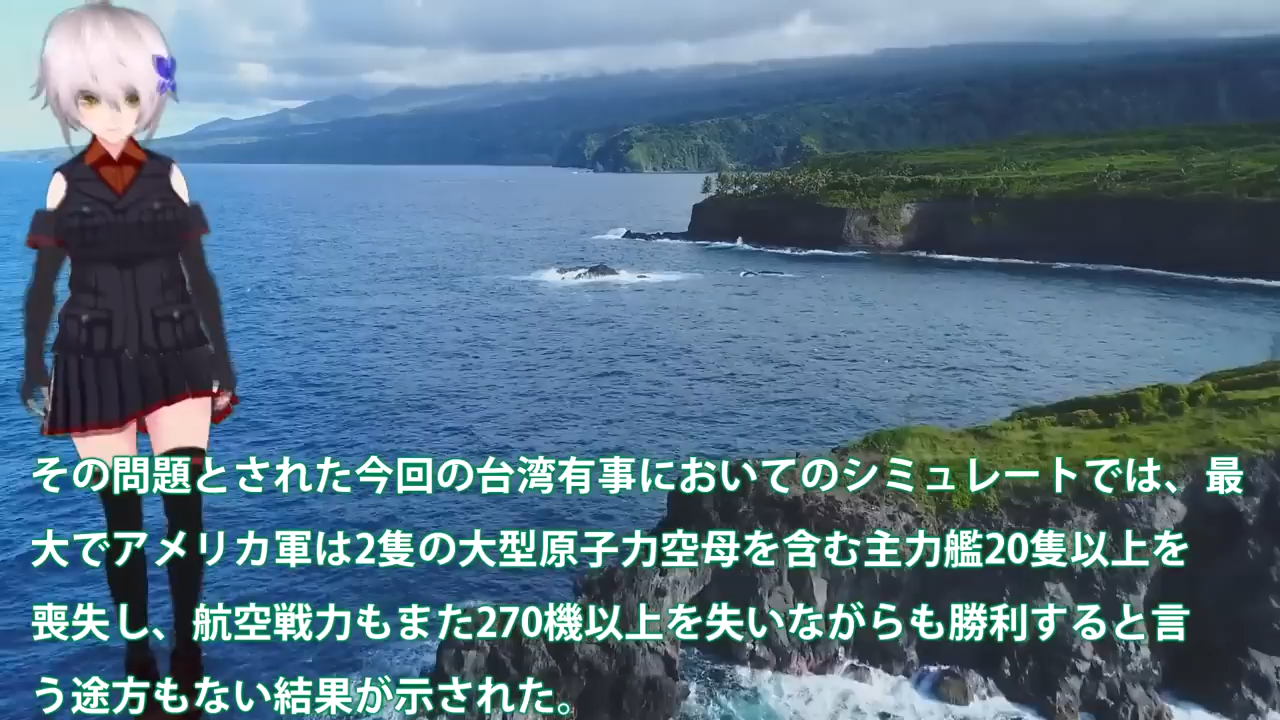 その問題とされた今回の台湾有事においてのシミュレートでは、最
大でアメリカ軍は2隻の大型原子力空母を含む主力艦20隻以上を
喪失し、航空戦力もまた270機以上を失いながらも勝利すると言
う途方もない結果が示された。